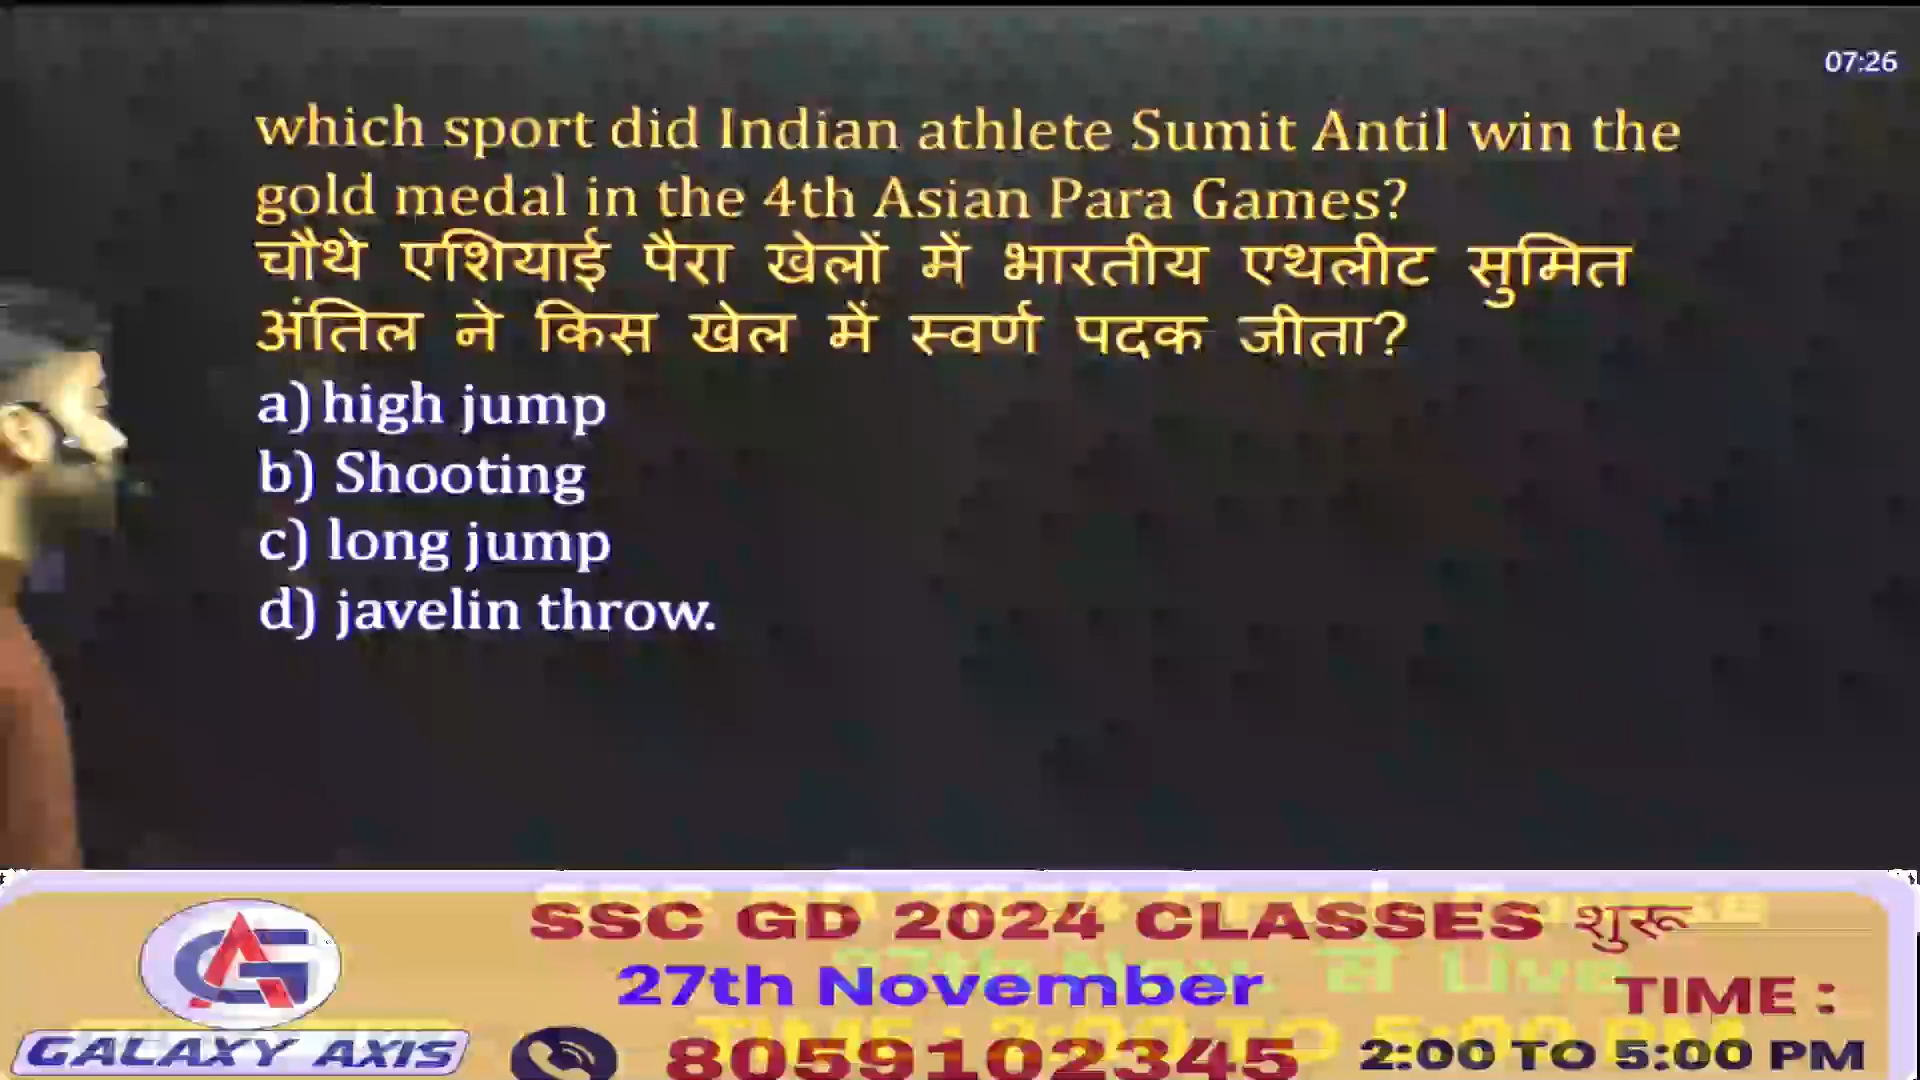 07:26
which sport did Indian athlete Sumit Antil win the
gold medal in the 4th Asian Para Games?
चौथे एशियाई पैरा खेलों में भारतीय एथलीट सुमित
अंतिल ने किस खेल में स्वर्ण पदक जीता?
a) high jump
b) Shooting
c) long jump
d) javelin throw.
SSC GD 2024 CLASSES शुरू
27th November
TIME :
GALAXY AXIS
8059102345
2:00 TO 5:00 PM